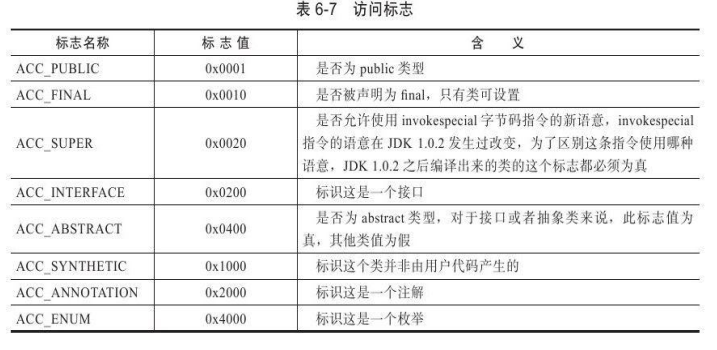 表 6-7 访问标志
标志名称 标 志 值 含 义
ACC_PUBLIC 0x0001 是否为 public 类型
ACC_FINAL 0x0010 是否被声明为 final，只有类可设置
ACC_SUPER 0x0020 是否允许使用 invokespecial 字节码指令的新语意，invokespecial
指令的语意在 JDK 1.0.2 发生过改变，为了区别这条指令使用哪种
语意，JDK 1.0.2 之后编译出来的类的这个标志都必须为真
ACC_INTERFACE 0x0200 标识这是一个接口
ACC_ABSTRACT 0x0400 是否为 abstract 类型，对于接口或者抽象类来说，此标志值为
真，其他类值为假
ACC_SYNTHETIC 0x1000 标识这个类并非由用户代码产生的
ACC_ANNOTATION 0x2000 标识这是一个注解
ACC_ENUM 0x4000 标识这是一个枚举